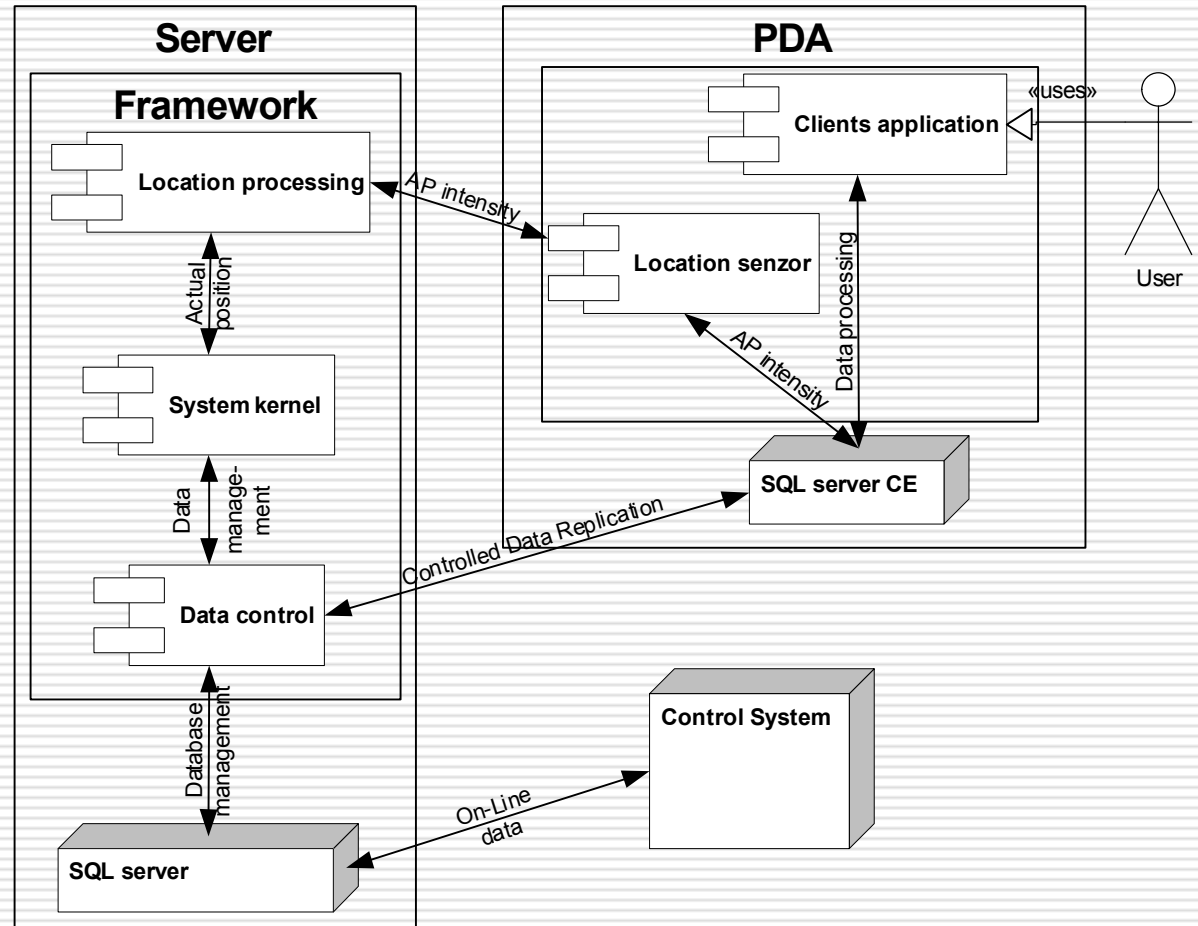 Server
Framework
Location processing
Actual
position
System kernel
Data
manage-
ment
Data control
Database
management
SQL server
AP intensity
Controlled Data Replication
On-Line
data
PDA
Clients application
«uses»
User
Location senzor
AP intensity
Data processing
SQL server CE
Control System